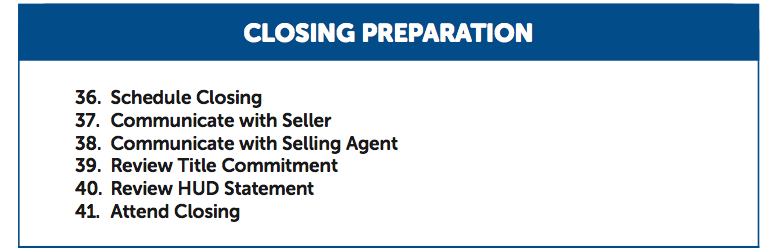 CLOSING PREPARATION
36. Schedule Closing
37. Communicate with Seller
38. Communicate with Selling Agent
39. Review Title Commitment
40. Review HUD Statement
41. Attend Closing